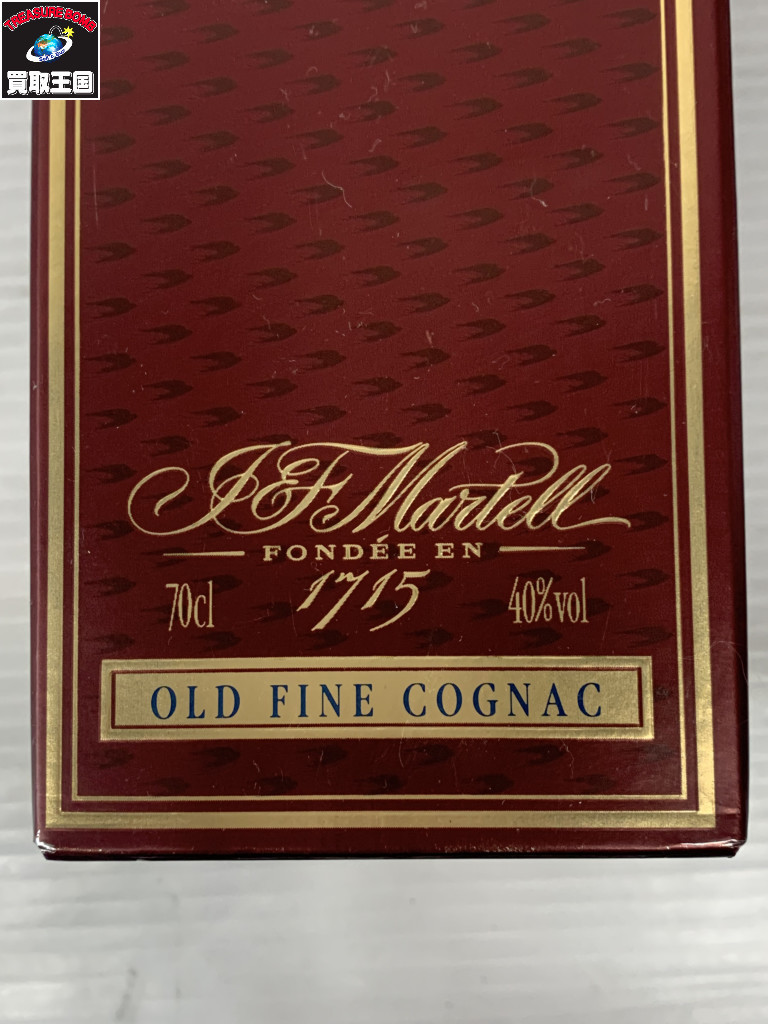 TREASURE BOMB
買取王国
J&F Martell
FONDÉE EN
1715
70cl
40%vol
OLD FINE COGNAC